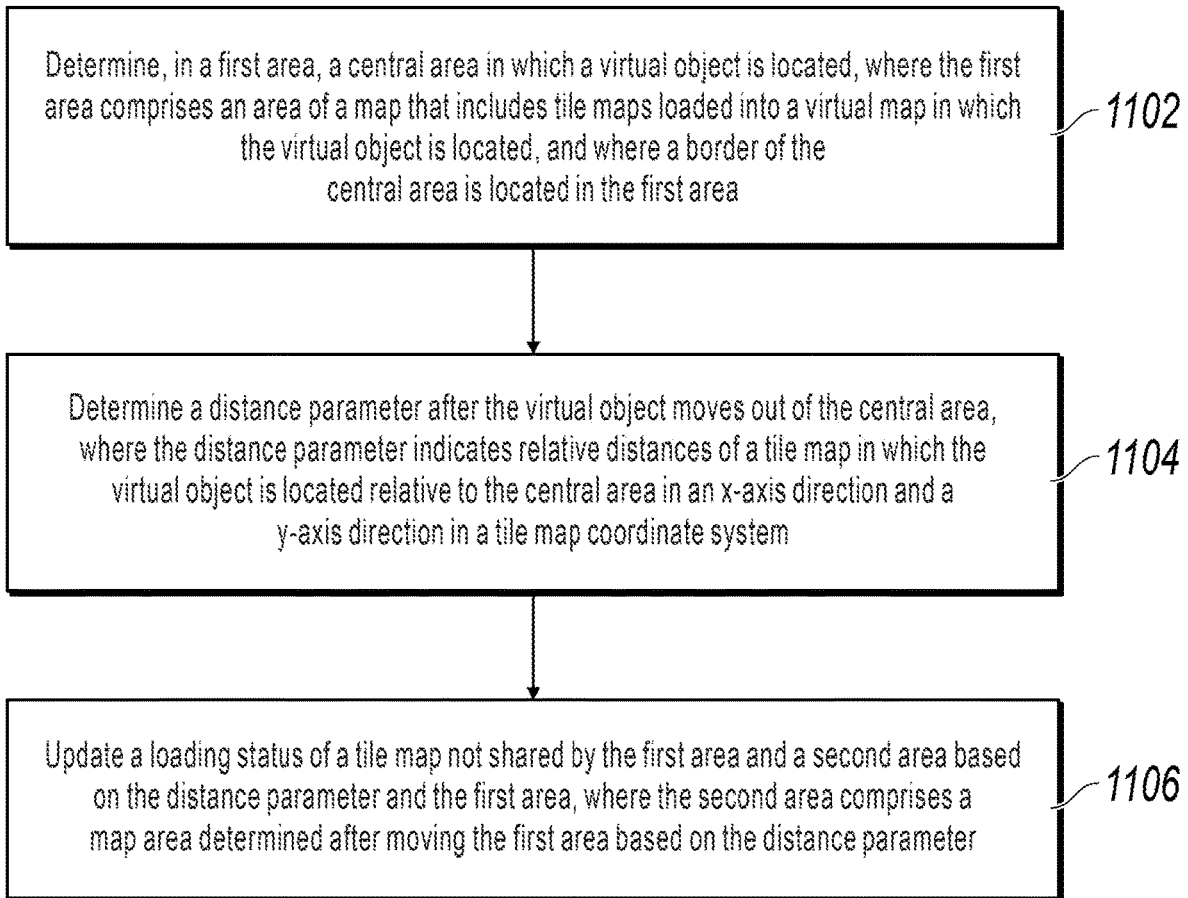 Determine, in a first area, a central area in which a virtual object is located, where the first
area comprises an area of a map that includes tile maps loaded into a virtual map in which
the virtual object is located, and where a border of the
central area is located in the first area
1102
Determine a distance parameter after the virtual object moves out of the central area,
where the distance parameter indicates relative distances of a tile map in which the
virtual object is located relative to the central area in an x-axis direction and a
y-axis direction in a tile map coordinate system
1104
Update a loading status of a tile map not shared by the first area and a second area based
on the distance parameter and the first area, where the second area comprises a
map area determined after moving the first area based on the distance parameter
1106